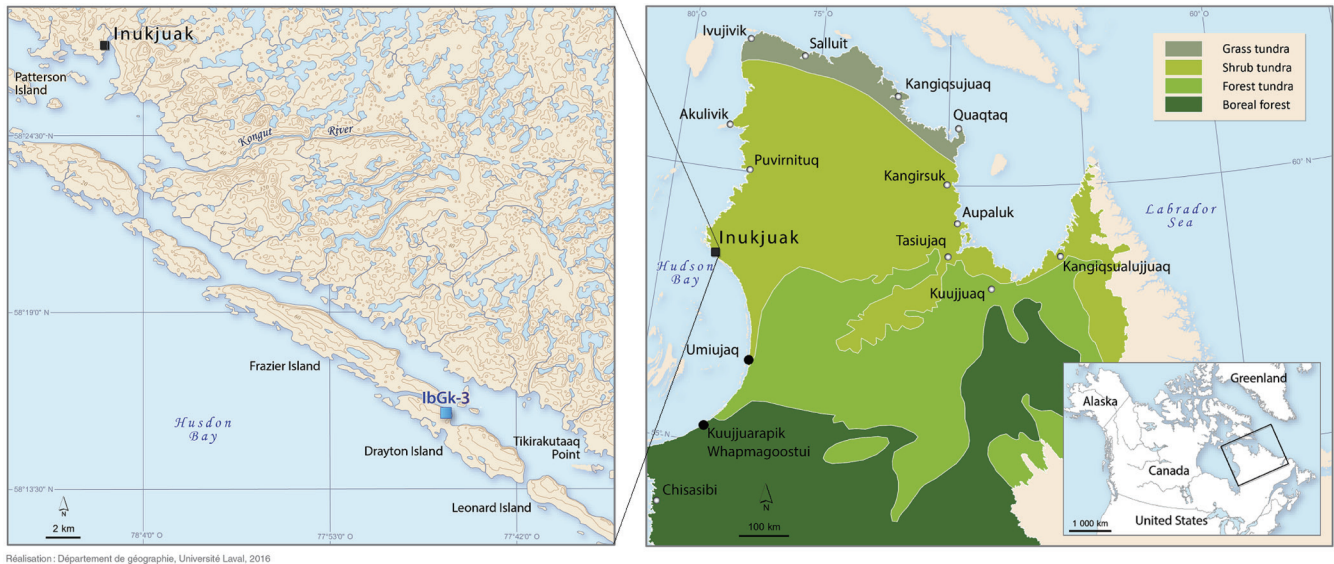 Inukjuak
Patterson
Island
58°24'30" N
Kongut River
58°19'0" N
Frazier Island
IbGk-3
Husdon
Bay
Drayton Island
Tikirakutaaq
Point
58°13'30" N
Leonard Island
N
2 km
78°4'0" O
77°53'0" O
77°42'0" O
Réalisation : Département de géographie, Université Laval, 2016
80° O
75° O
60° O
Ivujivik
Salluit
Kangiqsujuaq
Quaqtaq
Akulivik
Puvirnituq
Kangirsuk
60° N
Aupaluk
Labrador
Sea
Inukjuak
Tasiujaq
Hudson
Bay
Kangiqsualujjuaq
Kuujjuaq
Umiujaq
Kuujjuarapik
Whapmagoostui
Chisasibi
N
100 km
Grass tundra
Shrub tundra
Forest tundra
Boreal forest
Greenland
Alaska
Canada
United States
1 000 km